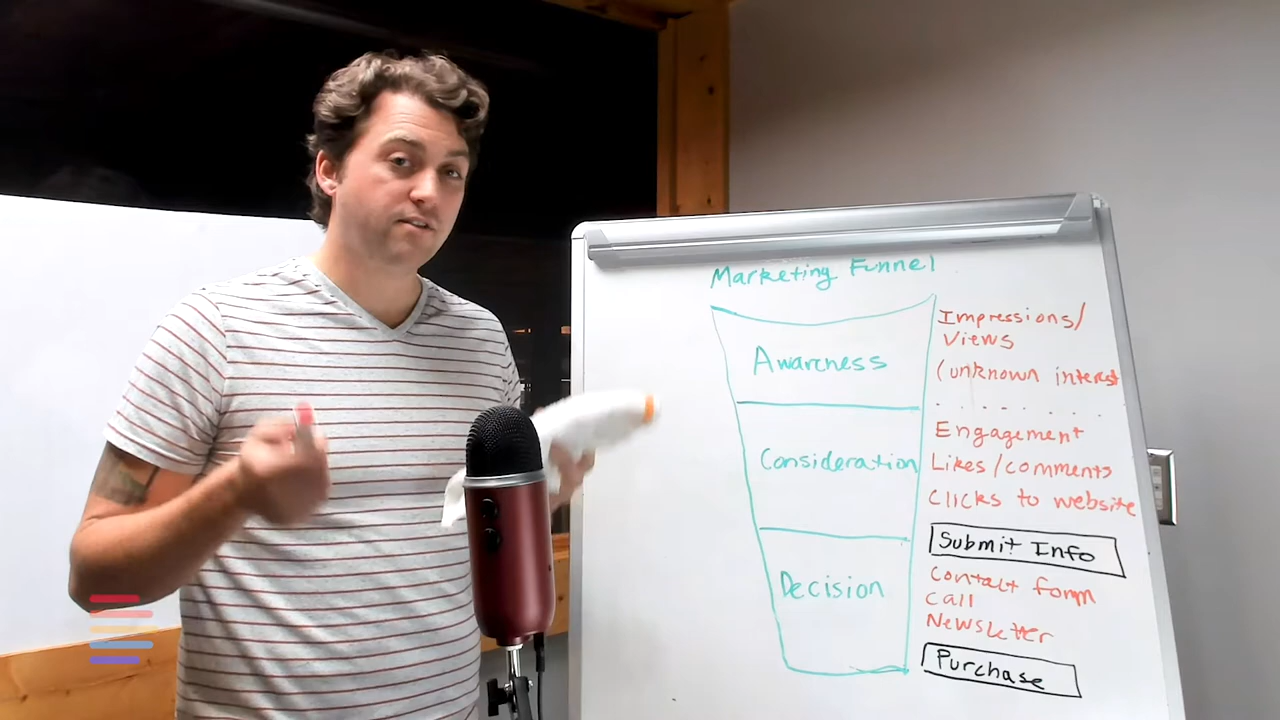 Marketing Funnel
Awareness
Consideration
Decision
Impressions/
Views
(unknown interest
. . . . . . . .
Engagement
Likes/comments
Clicks to website
Submit Info
Contact form
Call
Newsletter
Purchase